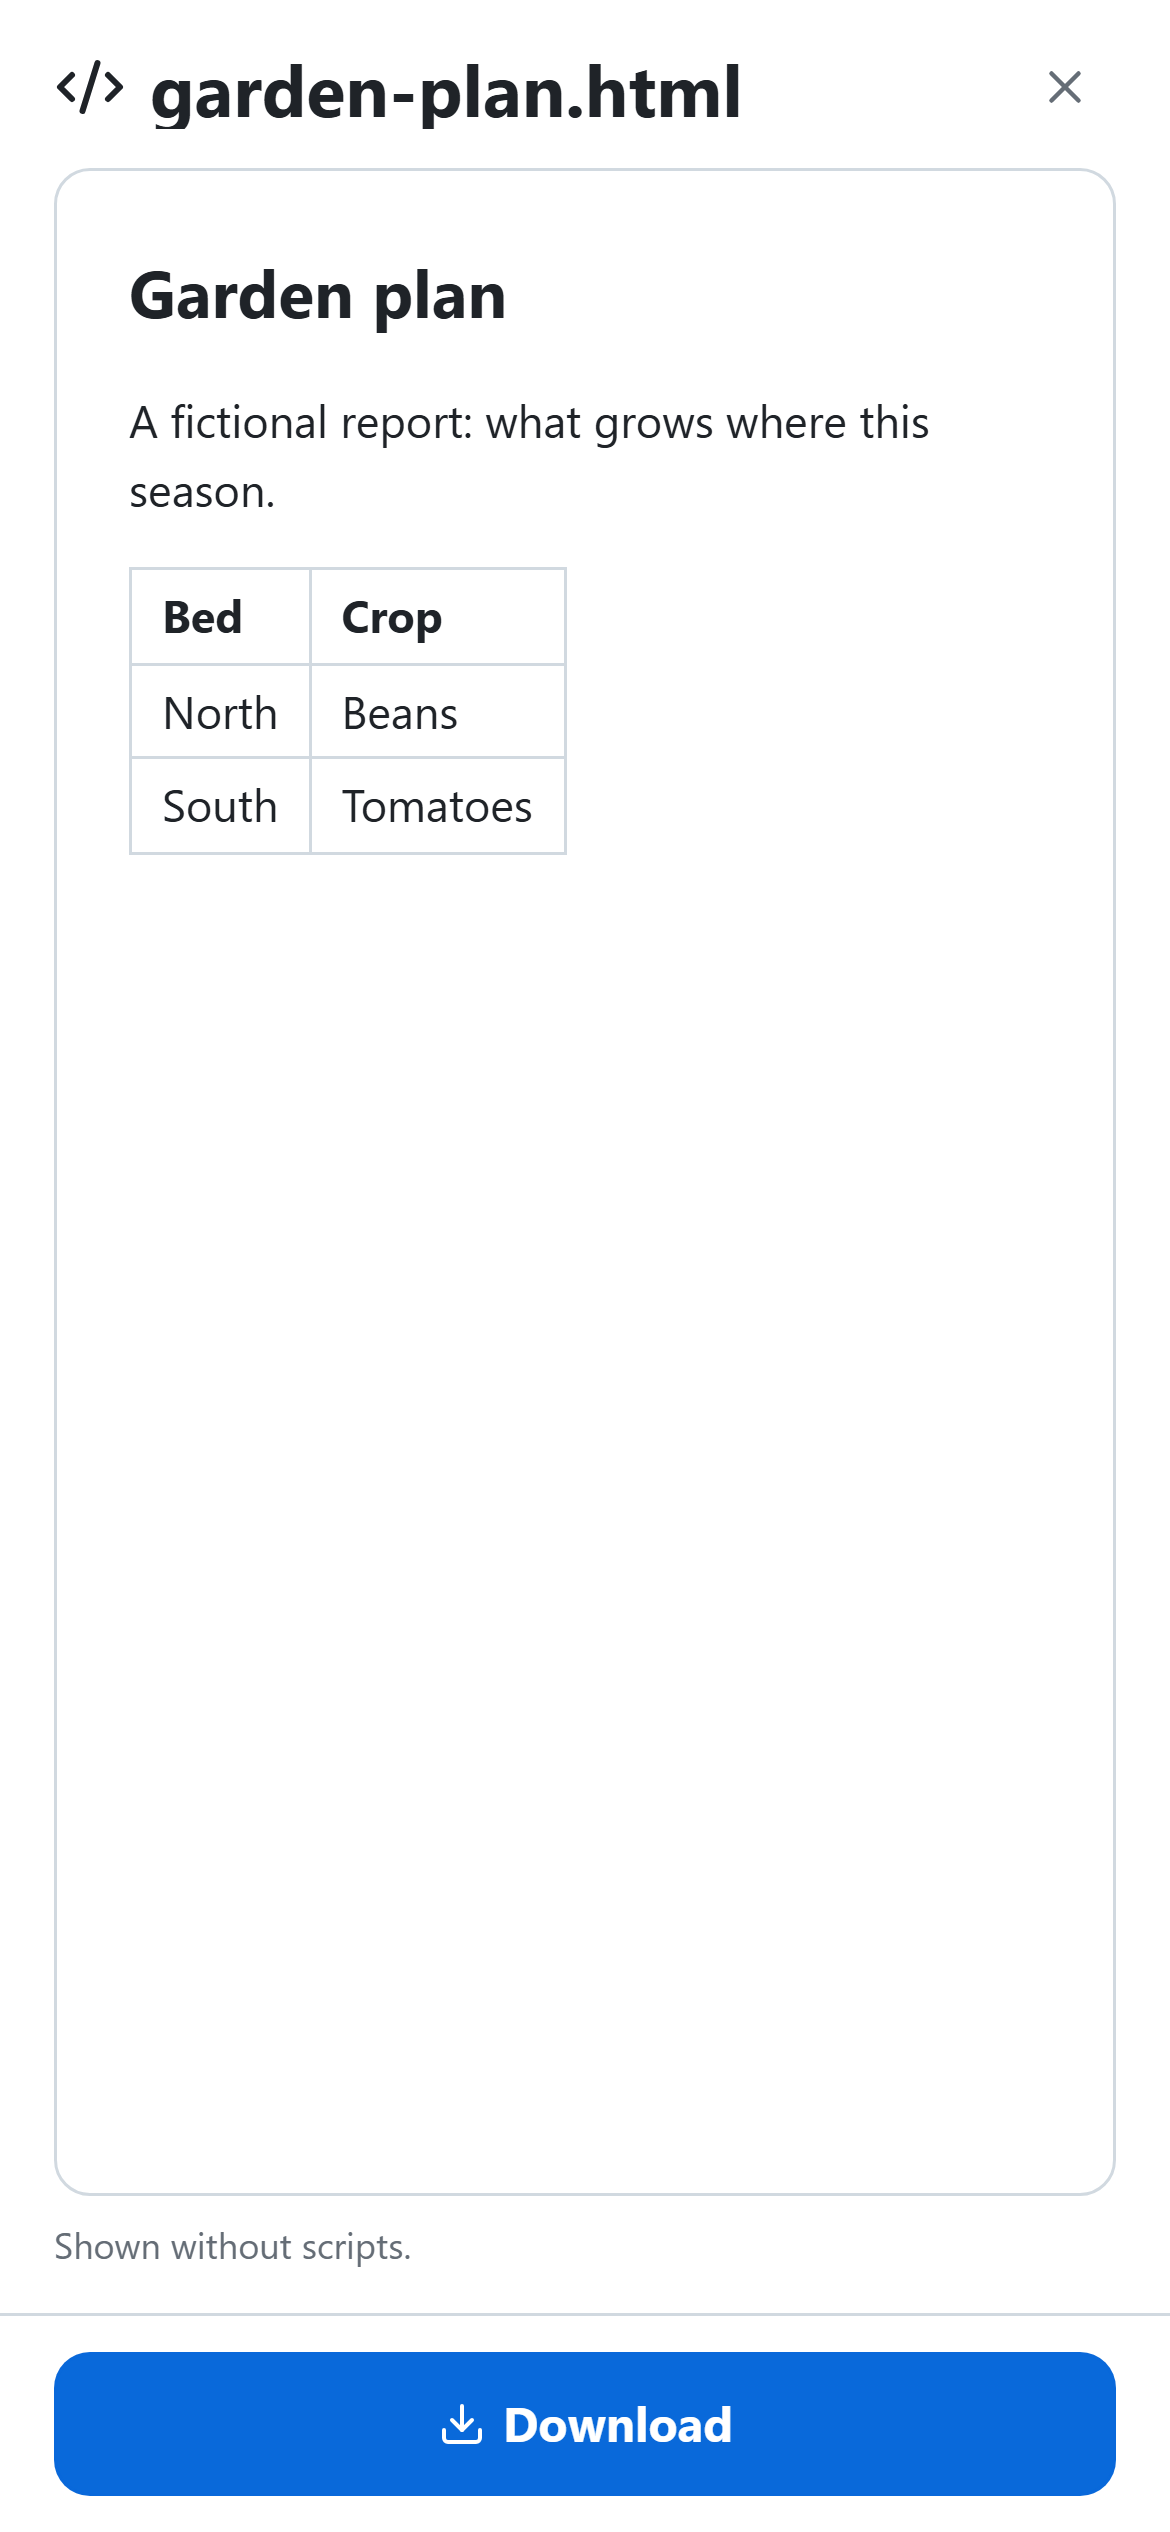 garden-plan.html
Garden plan
A fictional report: what grows where this
season.
Bed Crop
North Beans
South Tomatoes
Shown without scripts.
Download